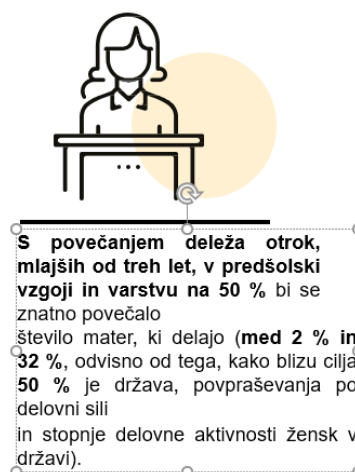 S povečanjem deleža otrok,
mlajših od treh let, v predšolski
vzgoji in varstvu na 50 % bi se
znatno povečalo
število mater, ki delajo (med 2 % in
32 %, odvisno od tega, kako blizu cilja
50 % je država, povpraševanja po
delovni sili
in stopnje delovne aktivnosti žensk v
državi).